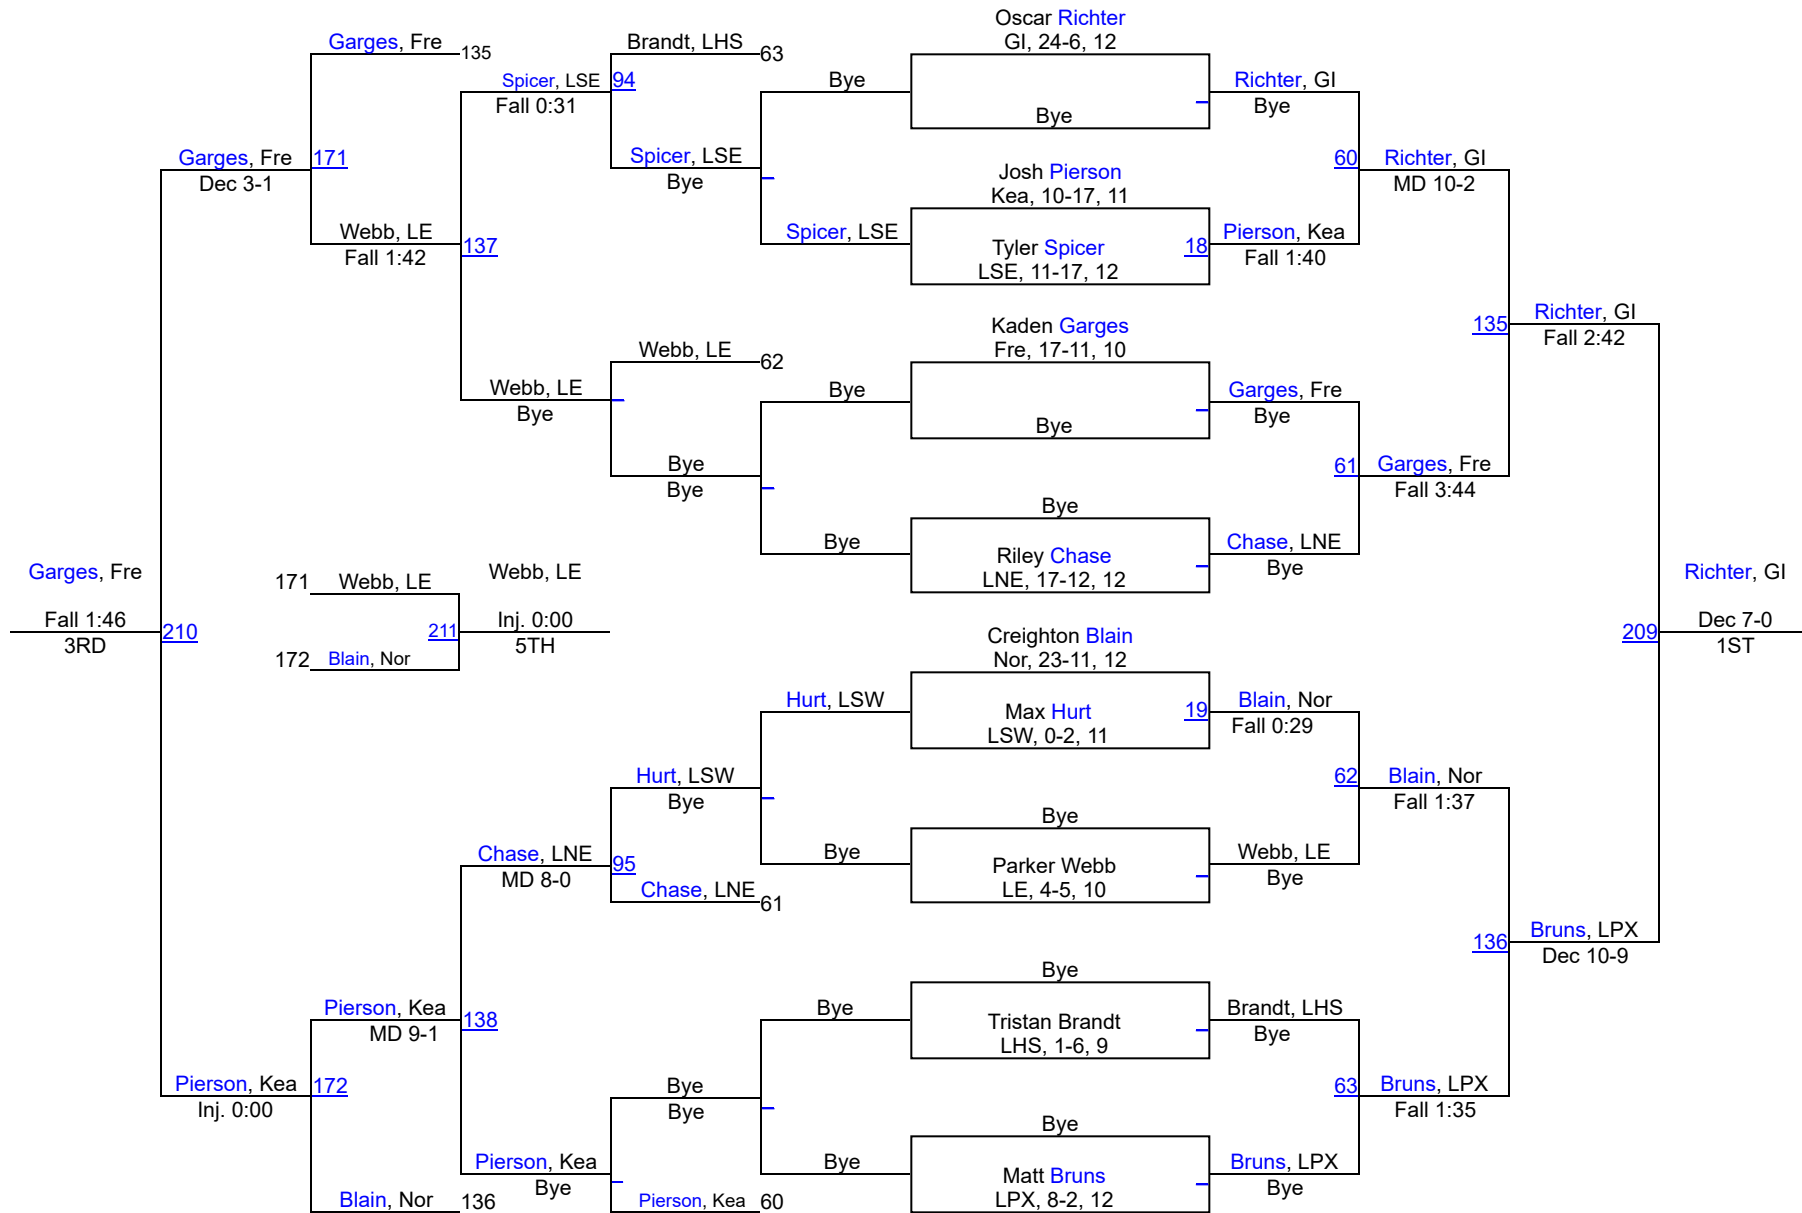 Oscar Richter
GI, 24-6, 12
Garges, Fre
135
Brandt, LHS
63
Spicer, LSE
94
Fall 0:31
Bye
Bye
Richter, GI
Bye
Garges, Fre
171
Dec 3-1
Spicer, LSE
Bye
Josh Pierson
Kea, 10-17, 11
60
Richter, GI
MD 10-2
Webb, LE
137
Fall 1:42
Spicer, LSE
Tyler Spicer
LSE, 11-17, 12
18
Pierson, Kea
Fall 1:40
Kaden Garges
Fre, 17-11, 10
135
Richter, GI
Fall 2:42
Webb, LE
62
Webb, LE
Bye
Bye
Bye
Garges, Fre
Bye
Bye
Bye
61
Garges, Fre
Fall 3:44
Bye
Bye
Riley Chase
LNE, 17-12, 12
Chase, LNE
Bye
Garges, Fre
Fall 1:46
3RD
210
171
Webb, LE
172
Blain, Nor
211
Webb, LE
Inj. 0:00
5TH
Richter, GI
209
Dec 7-0
1ST
Creighton Blain
Nor, 23-11, 12
Hurt, LSW
Max Hurt
LSW, 0-2, 11
19
Blain, Nor
Fall 0:29
Hurt, LSW
Bye
62
Blain, Nor
Fall 1:37
Bye
Chase, LNE
95
MD 8-0
Bye
Parker Webb
LE, 4-5, 10
Webb, LE
Bye
Chase, LNE
61
136
Bruns, LPX
Dec 10-9
Bye
Pierson, Kea
138
MD 9-1
Bye
Tristan Brandt
LHS, 1-6, 9
Brandt, LHS
Bye
Pierson, Kea
172
Inj. 0:00
Bye
Bye
63
Bruns, LPX
Fall 1:35
Bye
Pierson, Kea
Bye
Bye
Matt Bruns
LPX, 8-2, 12
Bruns, LPX
Bye
Blain, Nor
136
Pierson, Kea
60